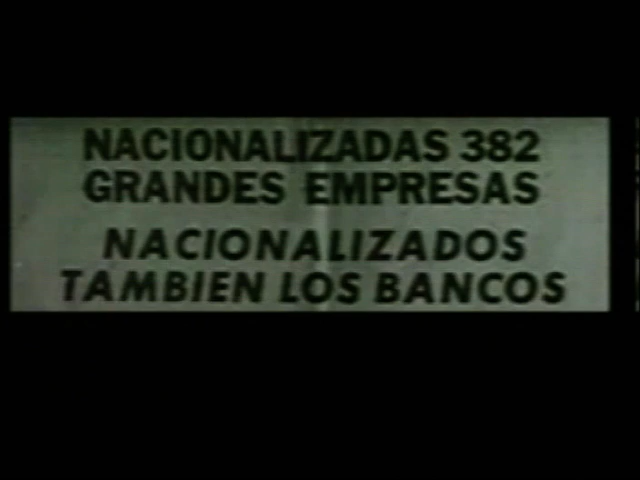 NACIONALIZADAS 382
GRANDES EMPRESAS
NACIONALIZADOS
TAMBIEN LOS BANCOS